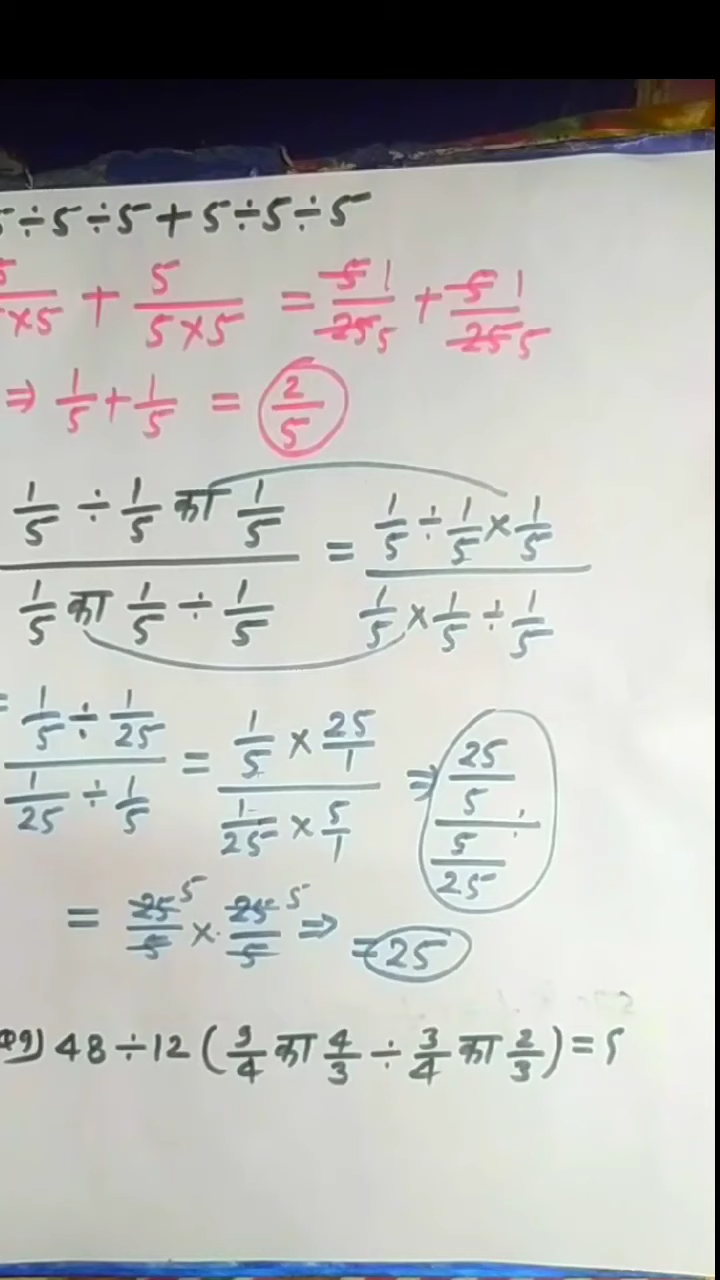 5÷5÷5+5÷5÷5
5/×5 + 5/5×5 = 5 1/25 5 + 5 1/25 5
⇒ 1/5 + 1/5 = 2/5
1/5 ÷ 1/5 का 1/5 / 1/5 का 1/5 ÷ 1/5 = 1/5 ÷ 1/5 × 1/5 / 1/5 × 1/5 ÷ 1/5
= 1/5 ÷ 1/25 / 1/25 ÷ 1/5 = 1/5 × 25/1 / 1/25 × 5/1 ⇒ 25/5 / 5/25 ÷
= 25 5/5 × 25 5/5 ⇒ = 25
48÷12 (9/4 का 4/3 ÷ 3/4 का 2/3) = ?